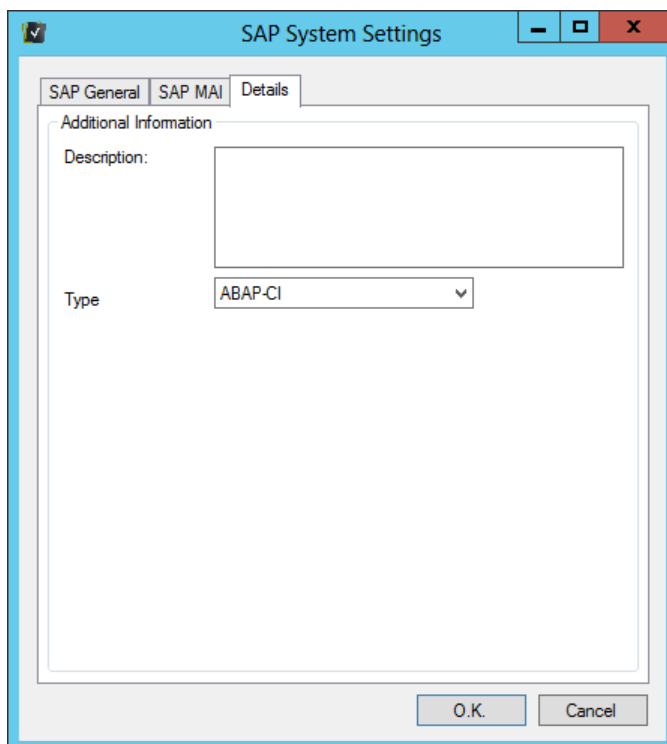 SAP System Settings
SAP General SAP MAI Details
Additional Information
Description:
Type ABAP-CI
O.K. Cancel